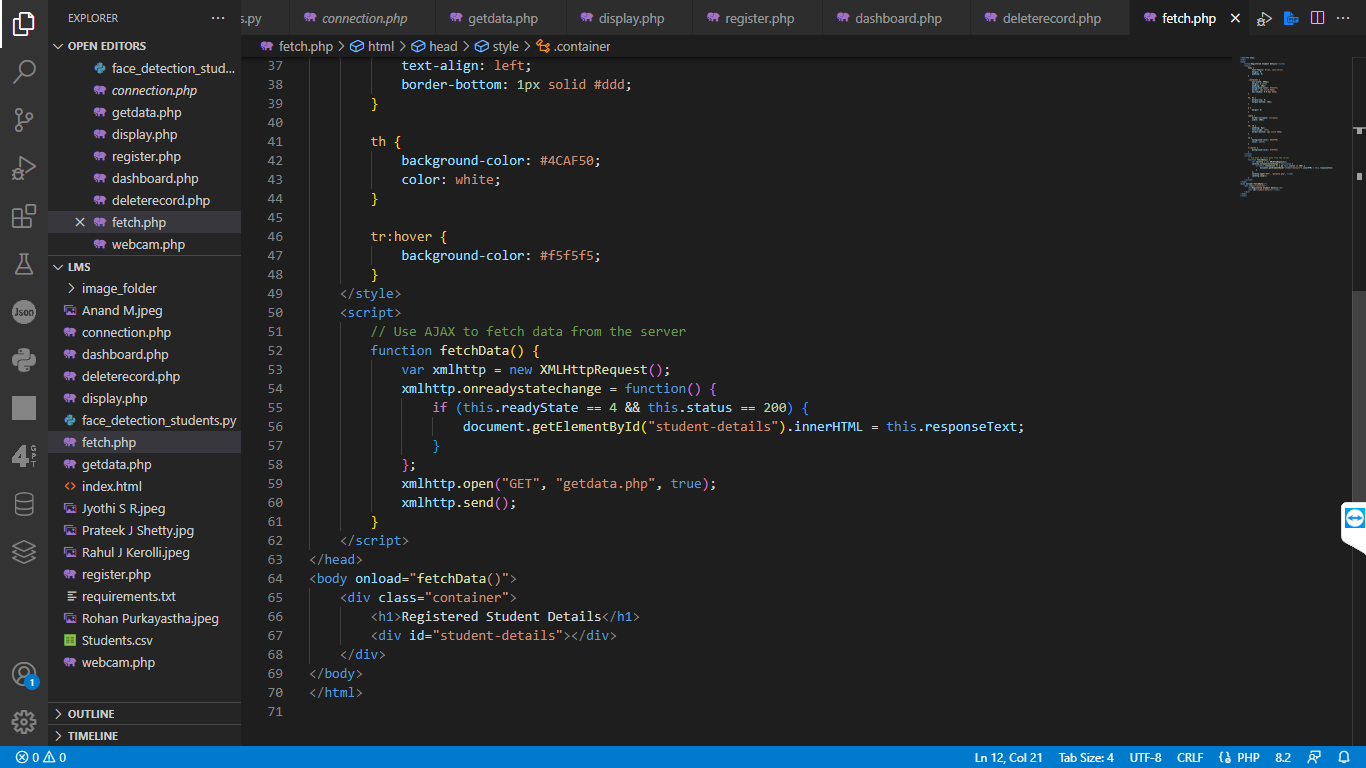 EXPLORER
OPEN EDITORS
face_detection_stud...
connection.php
getdata.php
display.php
register.php
dashboard.php
deleterecord.php
fetch.php
webcam.php
LMS
image_folder
Anand M.jpeg
connection.php
dashboard.php
deleterecord.php
display.php
face_detection_students.py
fetch.php
getdata.php
index.html
Jyothi S R.jpeg
Prateek J Shetty.jpg
Rahul J Kerolli.jpeg
register.php
requirements.txt
Rohan Purkayastha.jpeg
Students.csv
webcam.php
OUTLINE
TIMELINE
Json
4 GPT
1
s.py connection.php getdata.php display.php register.php dashboard.php deleterecord.php fetch.php
fetch.php > html > head > style > .container
37 text-align: left;
38 border-bottom: 1px solid #ddd;
39 }
40
41 th {
42 background-color: #4CAF50;
43 color: white;
44 }
45
46 tr:hover {
47 background-color: #f5f5f5;
48 }
49 </style>
50 <script>
51 // Use AJAX to fetch data from the server
52 function fetchData() {
53 var xmlhttp = new XMLHttpRequest();
54 xmlhttp.onreadystatechange = function() {
55 if (this.readyState == 4 && this.status == 200) {
56 document.getElementById("student-details").innerHTML = this.responseText;
57 }
58 };
59 xmlhttp.open("GET", "getdata.php", true);
60 xmlhttp.send();
61 }
62 </script>
63 </head>
64 <body onload="fetchData()">
65 <div class="container">
66 <h1>Registered Student Details</h1>
67 <div id="student-details"></div>
68 </div>
69 </body>
70 </html>
71
0 0 Ln 12, Col 21 Tab Size: 4 UTF-8 CRLF PHP 8.2